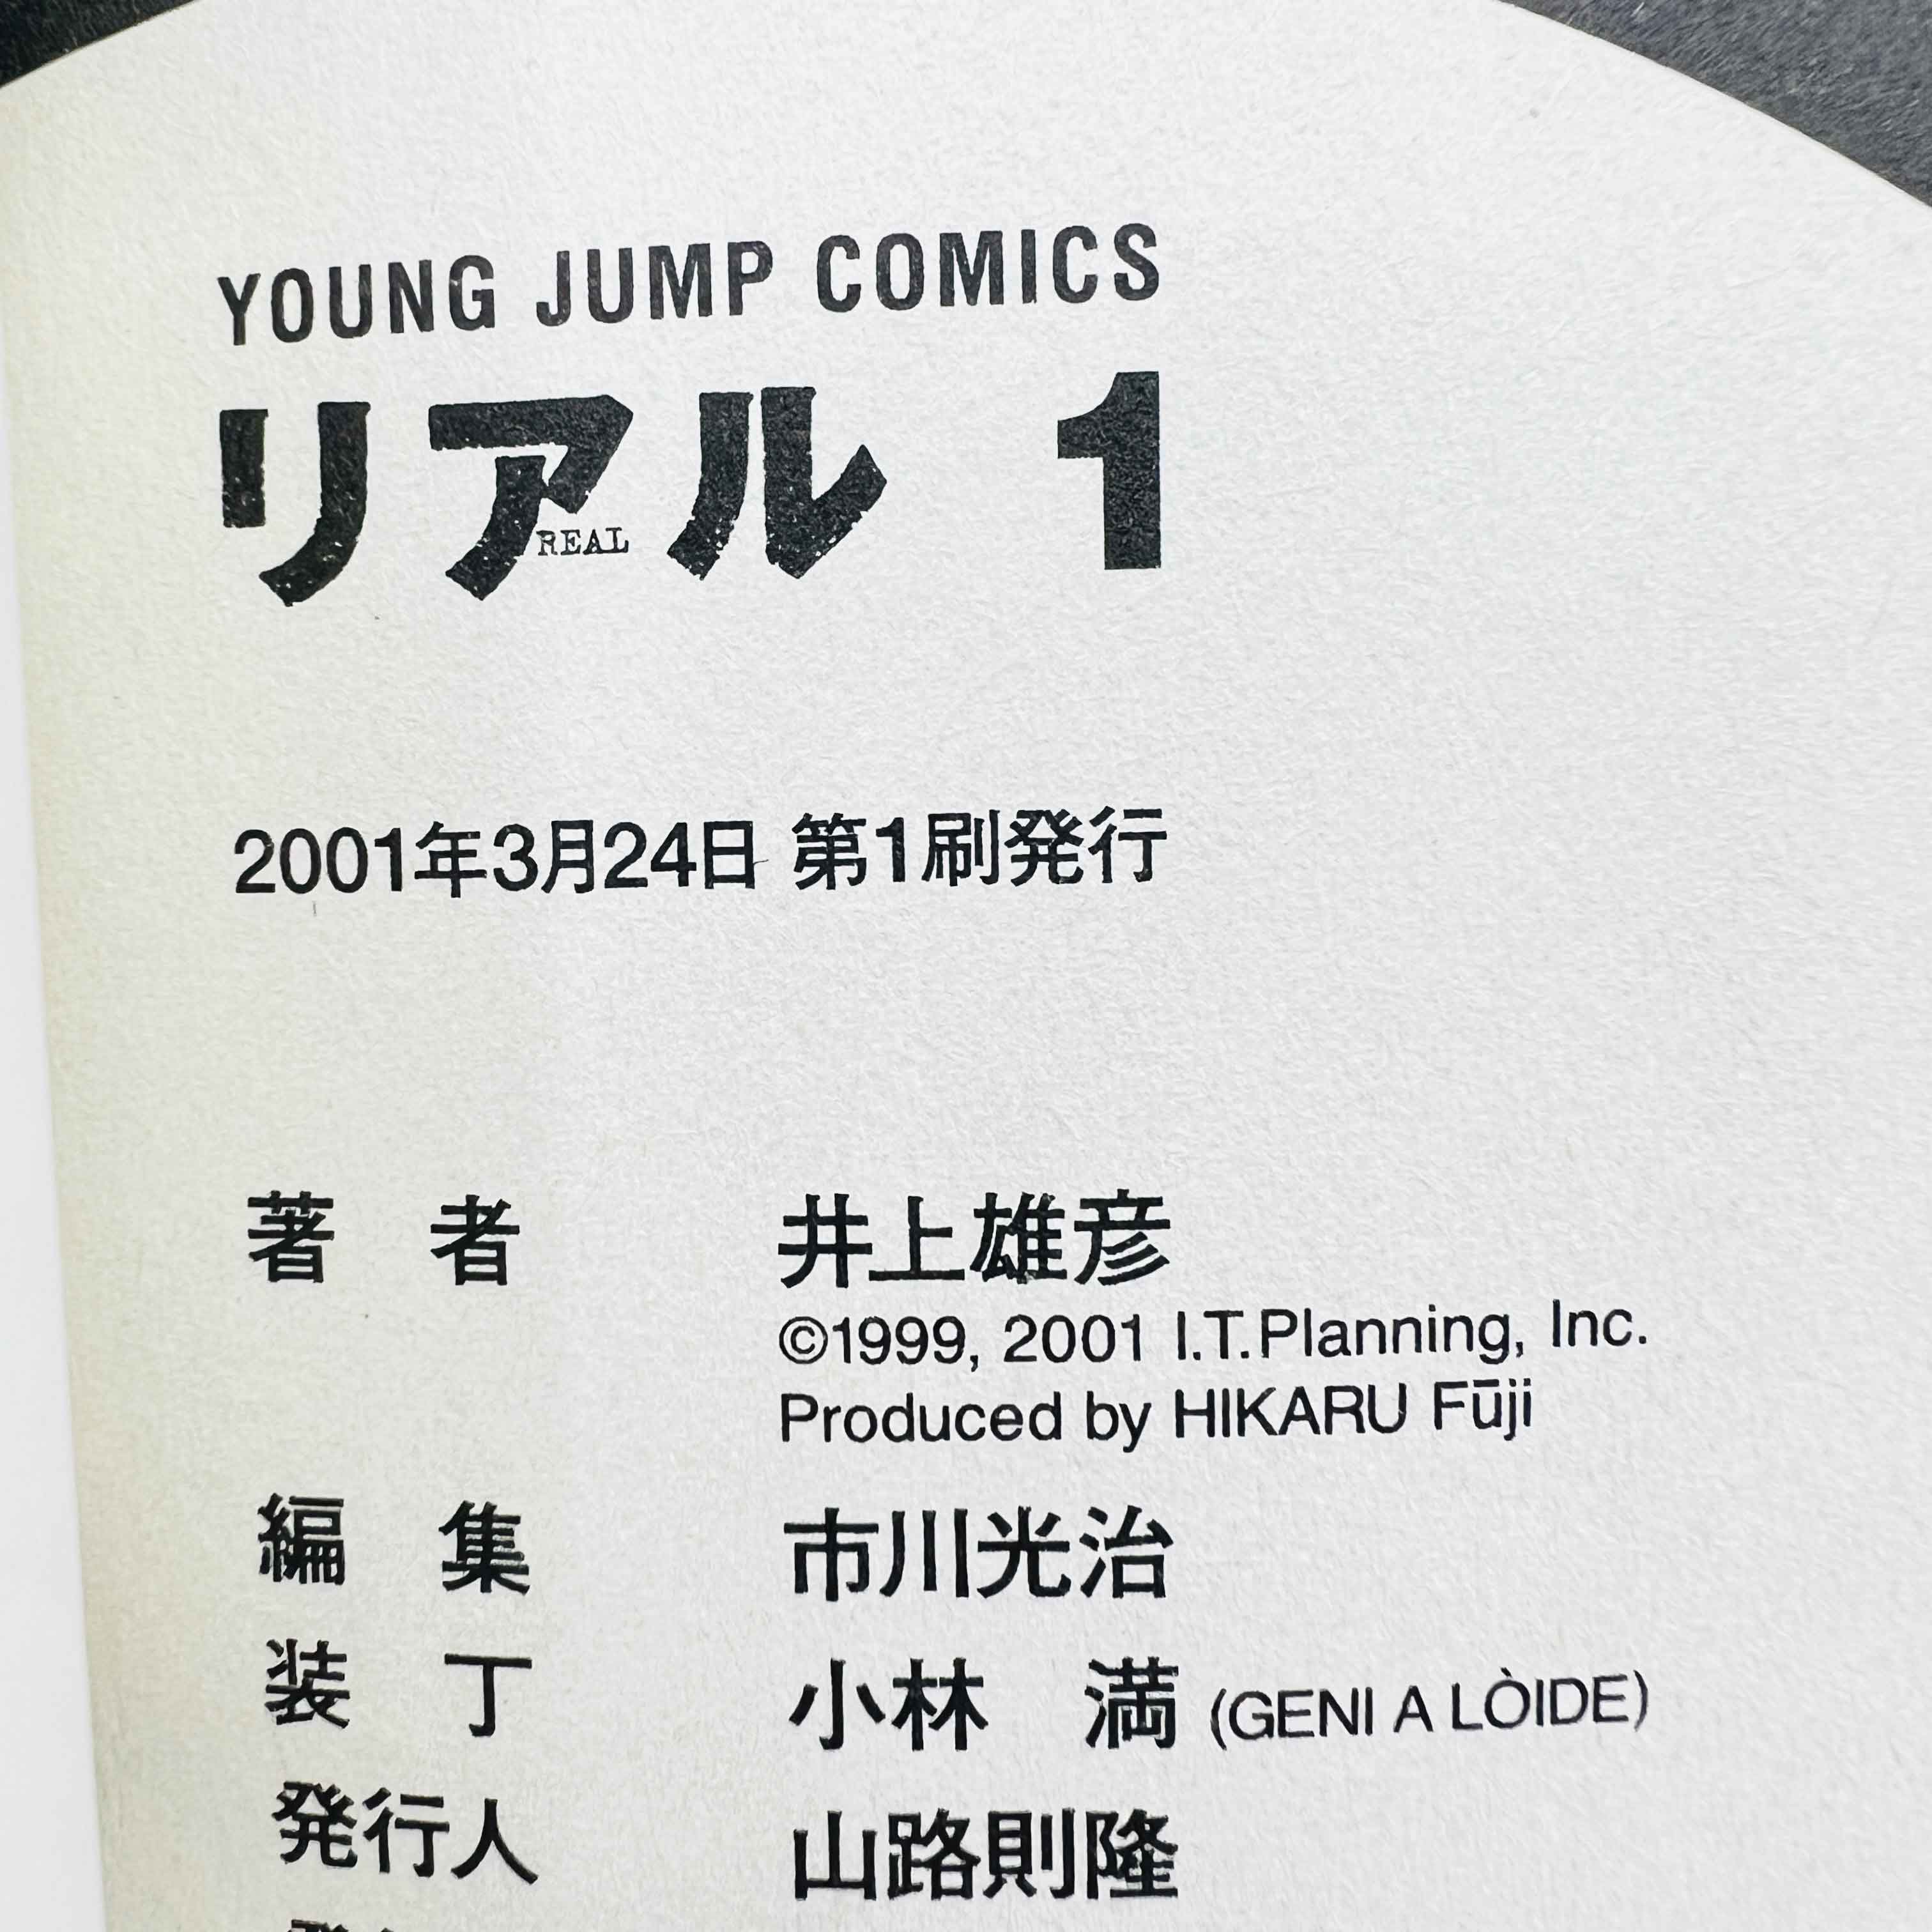 YOUNG JUMP COMICS
リアル 1
REAL
2001年3月24日 第1刷発行
著 者 井上雄彦
©1999, 2001 I.T.Planning, Inc.
Produced by HIKARU Fūji
編 集 市川光治
装 丁 小林 満 (GENI A LÒIDE)
発行人 山路則隆